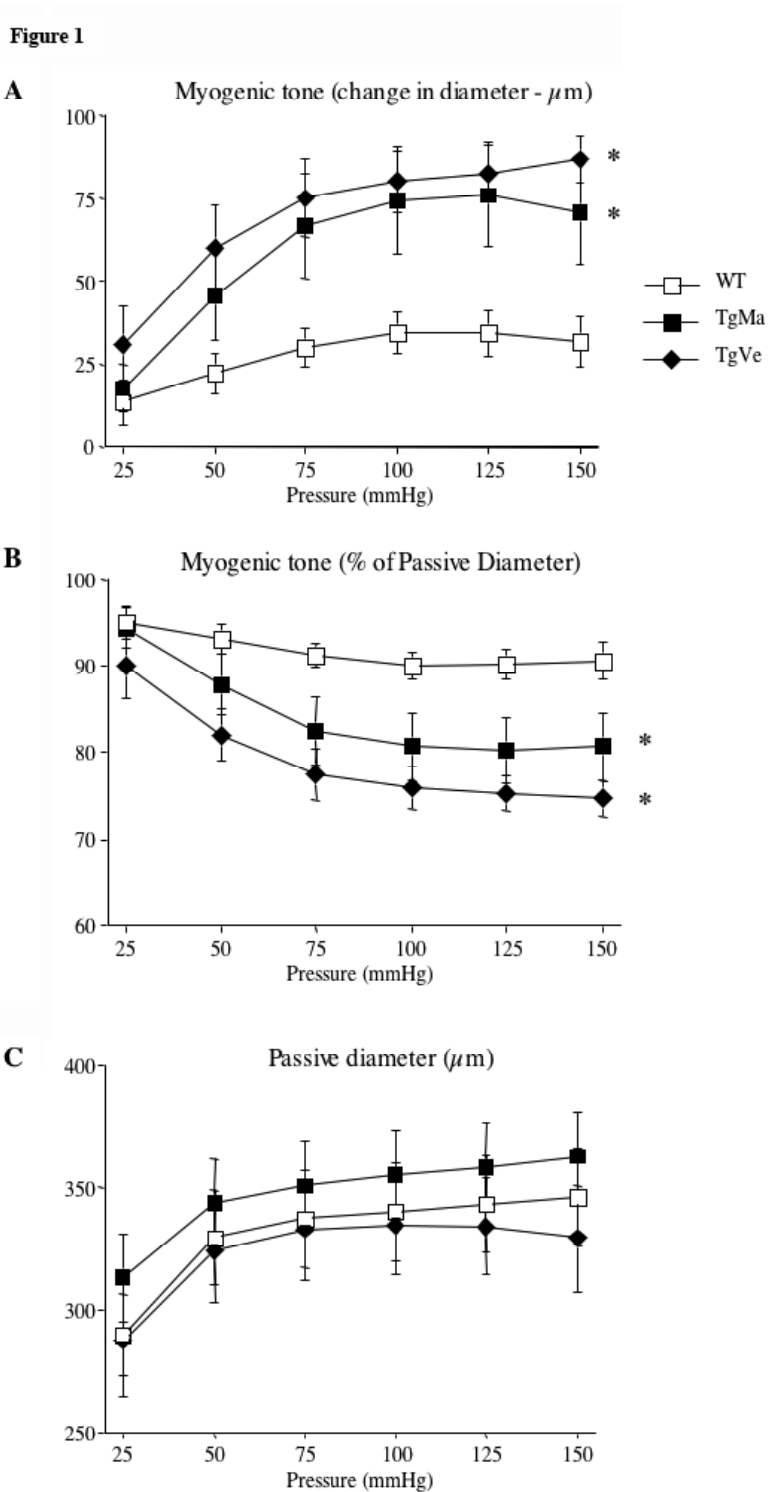 Figure 1
A
Myogenic tone (change in diameter - µm)
100
75
50
25
0
25 50 75 100 125 150
Pressure (mmHg)
*
*
WT
TgMa
TgVe
B
Myogenic tone (% of Passive Diameter)
100
90
80
70
60
25 50 75 100 125 150
Pressure (mmHg)
*
*
C
Passive diameter (µm)
400
350
300
250
25 50 75 100 125 150
Pressure (mmHg)